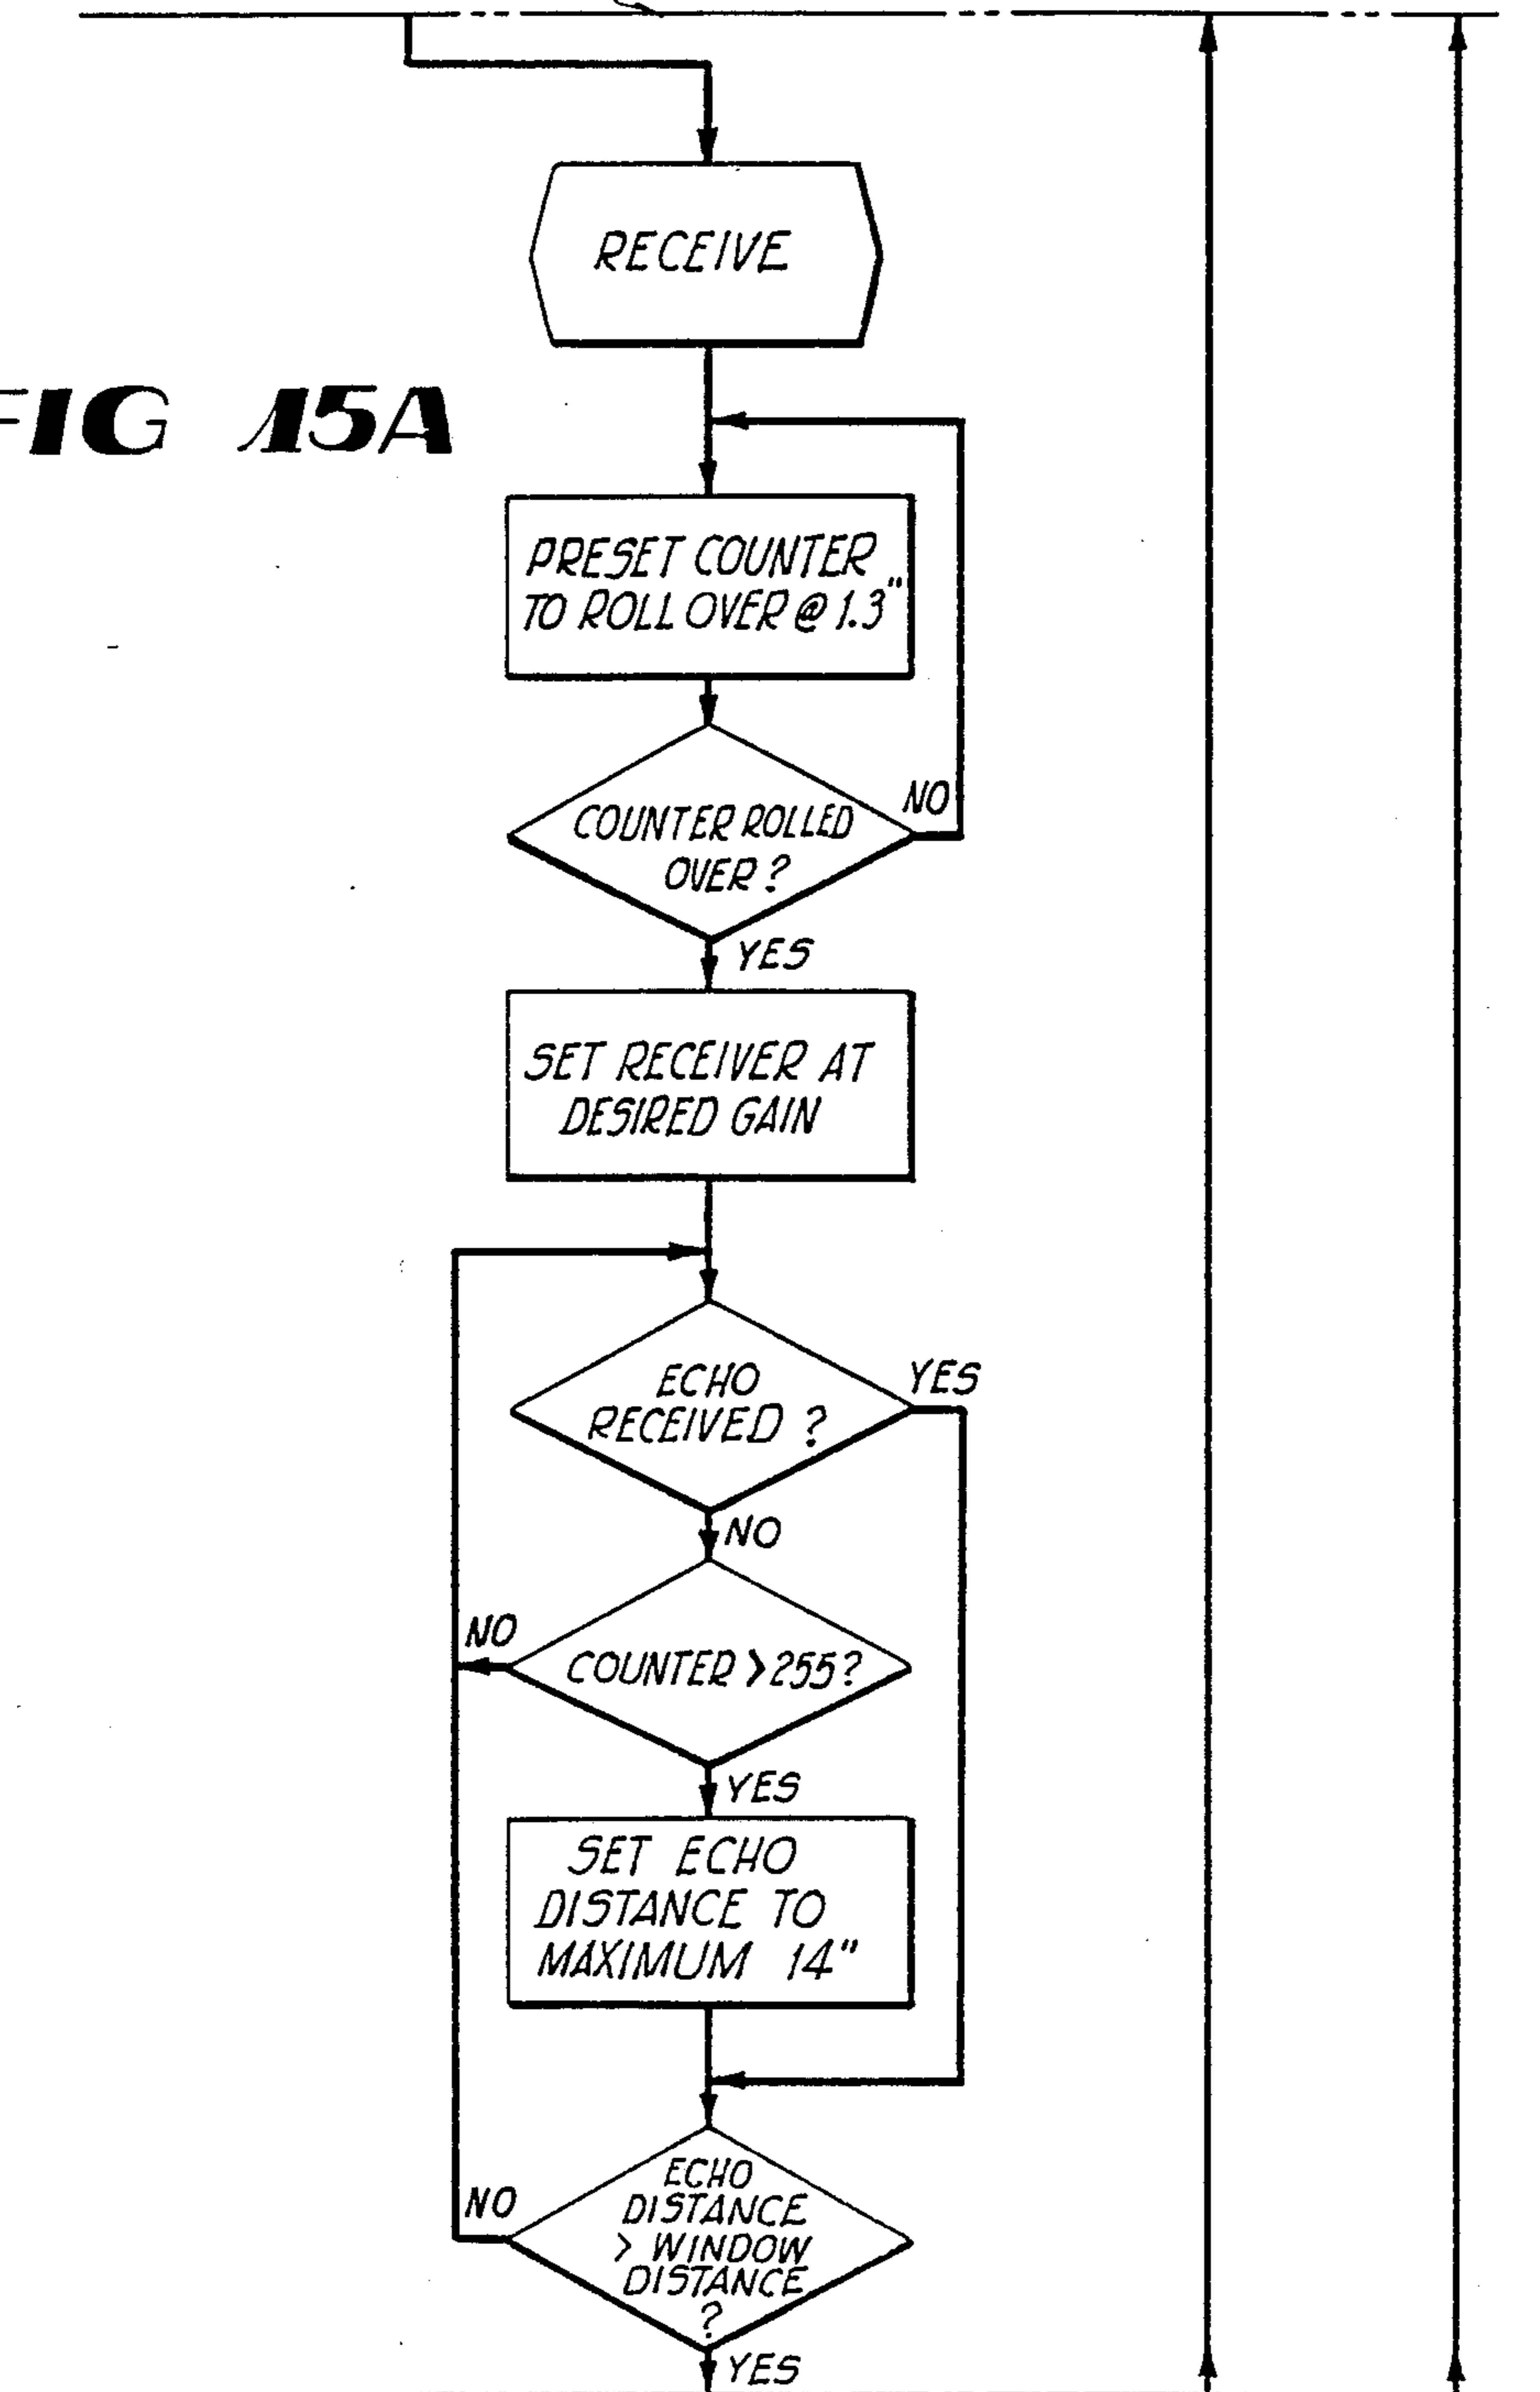 RECEIVE
FIG 15A
PRESET COUNTER
TO ROLL OVER @ 1.3"
COUNTER ROLLED
OVER?
NO
YES
SET RECEIVER AT
DESIRED GAIN
ECHO
RECEIVED ?
YES
NO
COUNTER > 255?
NO
YES
SET ECHO
DISTANCE TO
MAXIMUM 14"
ECHO
DISTANCE
> WINDOW
DISTANCE
?
NO
YES